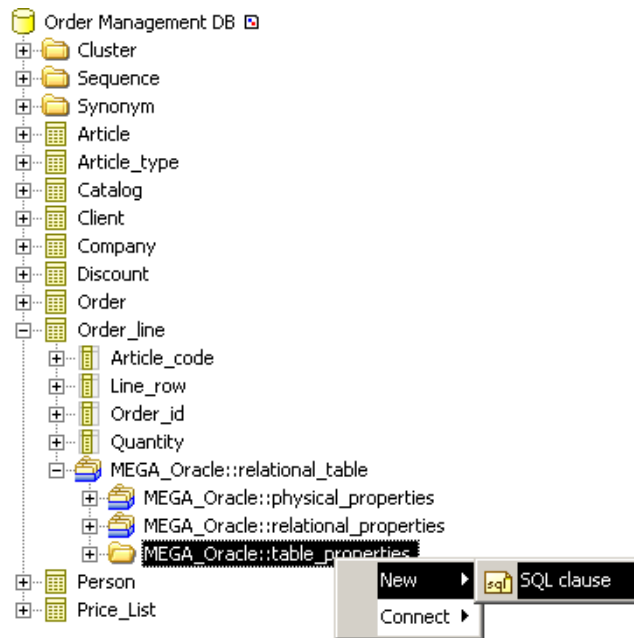 Order Management DB
Cluster
Sequence
Synonym
Article
Article_type
Catalog
Client
Company
Discount
Order
Order_line
Article_code
Line_row
Order_id
Quantity
MEGA_Oracle::relational_table
MEGA_Oracle::physical_properties
MEGA_Oracle::relational_properties
MEGA_Oracle::table_properties
Person
New
sql SQL clause
Price_List
Connect